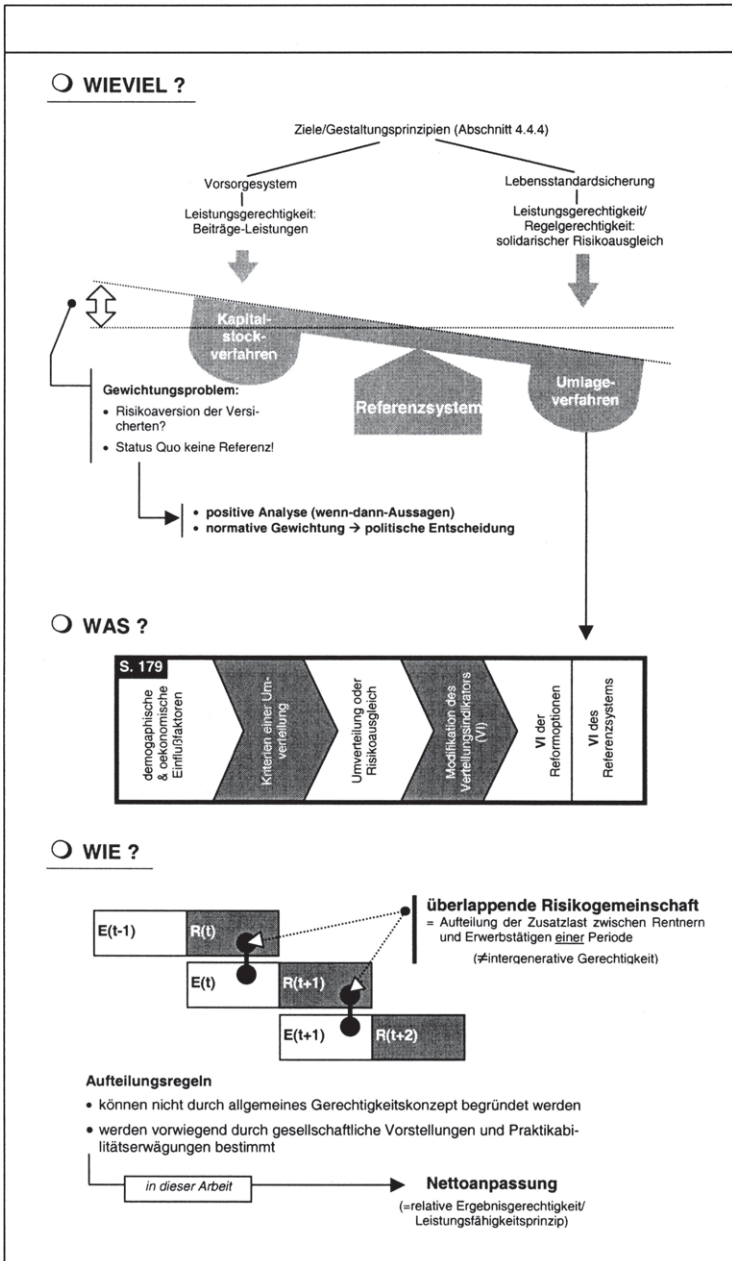 WIEVIEL ?
Ziele/Gestaltungsprinzipien (Abschnitt 4.4.4)
Vorsorgesystem
Leistungsgerechtigkeit:
Beiträge-Leistungen
Lebensstandardsicherung
Leistungsgerechtigkeit/
Regelgerechtigkeit:
solidarischer Risikoausgleich
Kapital-
stock-
verfahren
Referenzsystem
Umlage-
verfahren
Gewichtungsproblem:
• Risikoaversion der Versi-
cherten?
• Status Quo keine Referenz!
• positive Analyse (wenn-dann-Aussagen)
• normative Gewichtung → politische Entscheidung
WAS ?
S. 179
demogaphische
& oekonomische
Einflußfaktoren
Kriterien einer Um-
verteilung
Umverteilung oder
Risikoausgleich
Modifikation des
Verteilungsindikators
(VI)
VI der
Reformoptionen
VI des
Referenzsystems
WIE ?
E(t-1)
R(t)
E(t)
R(t+1)
E(t+1)
R(t+2)
überlappende Risikogemeinschaft
= Aufteilung der Zusatzlast zwischen Rentnern
und Erwerbstätigen einer Periode
(≠intergenerative Gerechtigkeit)
Aufteilungsregeln
• können nicht durch allgemeines Gerechtigkeitskonzept begründet werden
• werden vorwiegend durch gesellschaftliche Vorstellungen und Praktikabi-
litätserwägungen bestimmt
in dieser Arbeit
Nettoanpassung
(=relative Ergebnisgerechtigkeit/
Leistungsfähigkeitsprinzip)